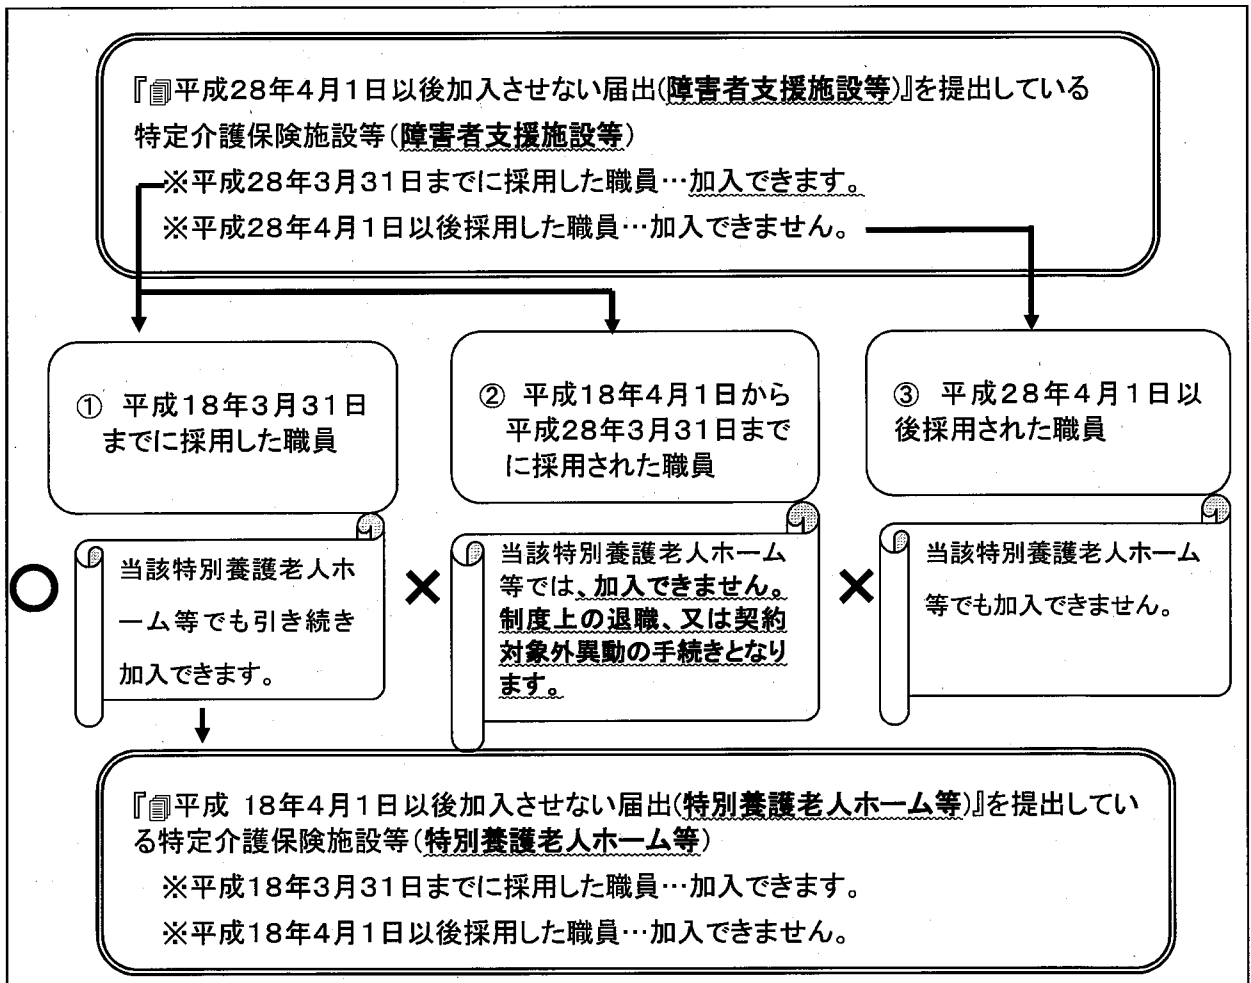 『平成28年4月1日以後加入させない届出(障害者支援施設等)』を提出している
特定介護保険施設等(障害者支援施設等)
※平成28年3月31日までに採用した職員…加入できます。
※平成28年4月1日以後採用した職員…加入できません。
① 平成18年3月31日
までに採用した職員
② 平成18年4月1日から
平成28年3月31日まで
に採用された職員
③ 平成28年4月1日以
後採用された職員
○
当該特別養護老人ホ
ーム等でも引き続き
加入できます。
×
当該特別養護老人ホーム
等では、加入できません。
制度上の退職、又は契約
対象外異動の手続きとなり
ます。
×
当該特別養護老人ホーム
等でも加入できません。
『平成 18年4月1日以後加入させない届出(特別養護老人ホーム等)』を提出してい
る特定介護保険施設等(特別養護老人ホーム等)
※平成18年3月31日までに採用した職員…加入できます。
※平成18年4月1日以後採用した職員…加入できません。